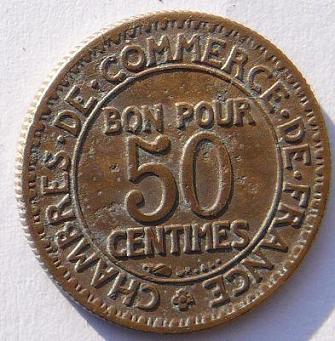 CHAMBRES·DE·COMMERCE·DE·FRANCE
BON POUR
50
CENTIMES